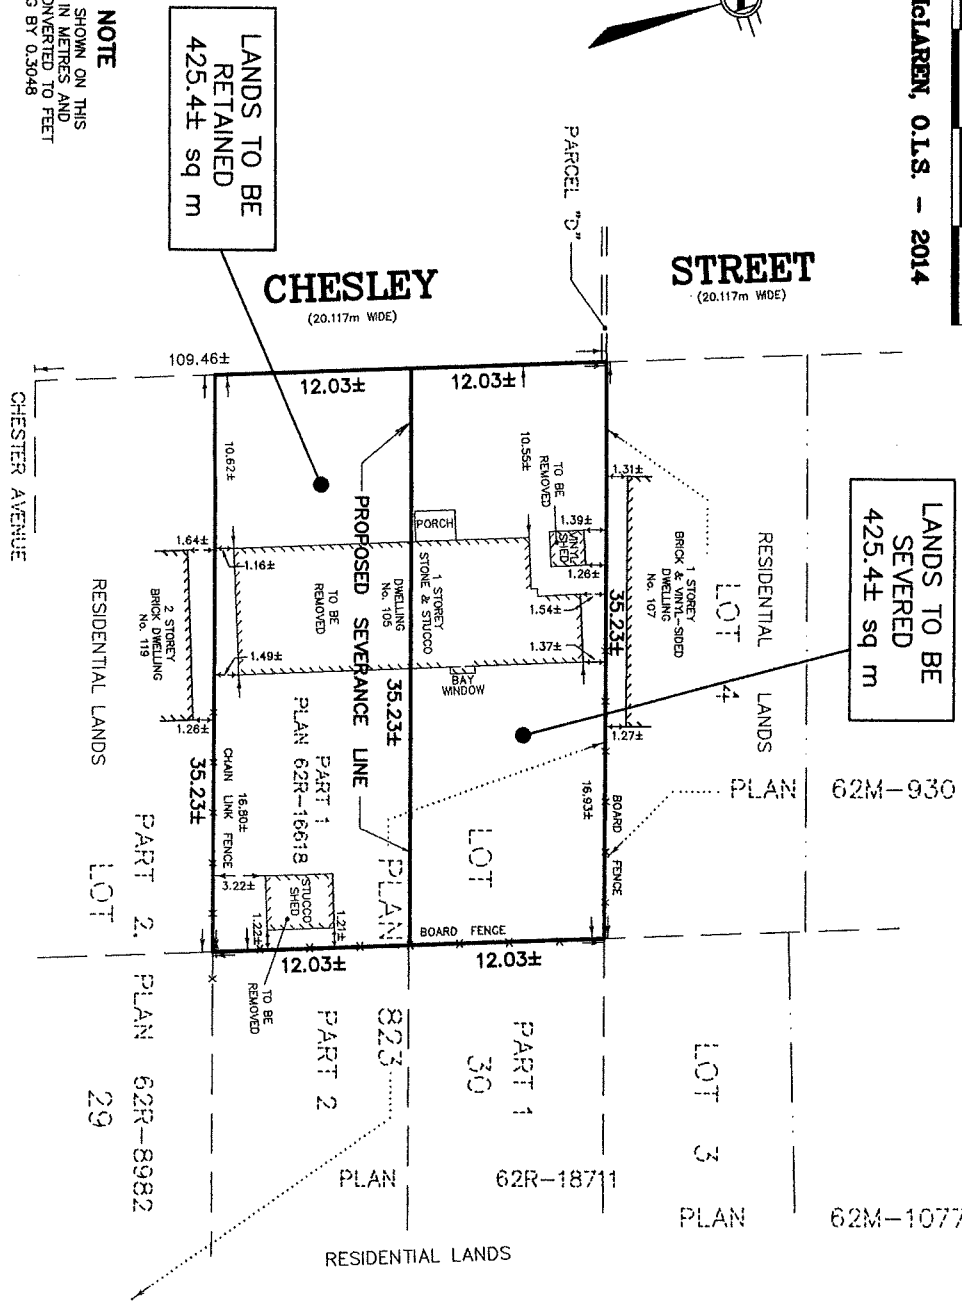 McLAREN, O.L.S. - 2014
NOTE
SHOWN ON THIS
IN METRES AND
CONVERTED TO FEET
BY 0.3048
LANDS TO BE
RETAINED
425.4± sq m
LANDS TO BE
SEVERED
425.4± sq m
PARCEL "D"
CHESLEY
(20.117m WIDE)
STREET
(20.117m WIDE)
109.46±
12.03±
12.03±
CHESTER AVENUE
10.62±
10.55±
TO BE
REMOVED
VINYL
SHED
1.39±
1.26±
1.31±
PORCH
1.64±
1.16±
1.54±
1.37±
1.49±
1.26±
1.27±
1 STOREY
BRICK & VINYL-SIDED
DWELLING
No. 107
RESIDENTIAL LANDS
LOT 4
PLAN 62M-930
1 STOREY
STONE & STUCCO
DWELLING
No. 105
TO BE
REMOVED
BAY
WINDOW
PROPOSED SEVERANCE LINE
35.23±
35.23±
35.23±
2 STOREY
BRICK DWELLING
No. 119
RESIDENTIAL LANDS
PART 1
PLAN 62R-16618
16.80±
CHAIN LINK FENCE
16.93±
BOARD FENCE
3.22±
STUCCO
SHED
1.22±
1.21±
TO BE
REMOVED
BOARD FENCE
12.03±
12.03±
LOT 30
PLAN 823
PART 2, PLAN 62R-8982
LOT 29
PART 2
PART 1
PLAN 62R-18711
LOT 3
PLAN 62M-1077
RESIDENTIAL LANDS